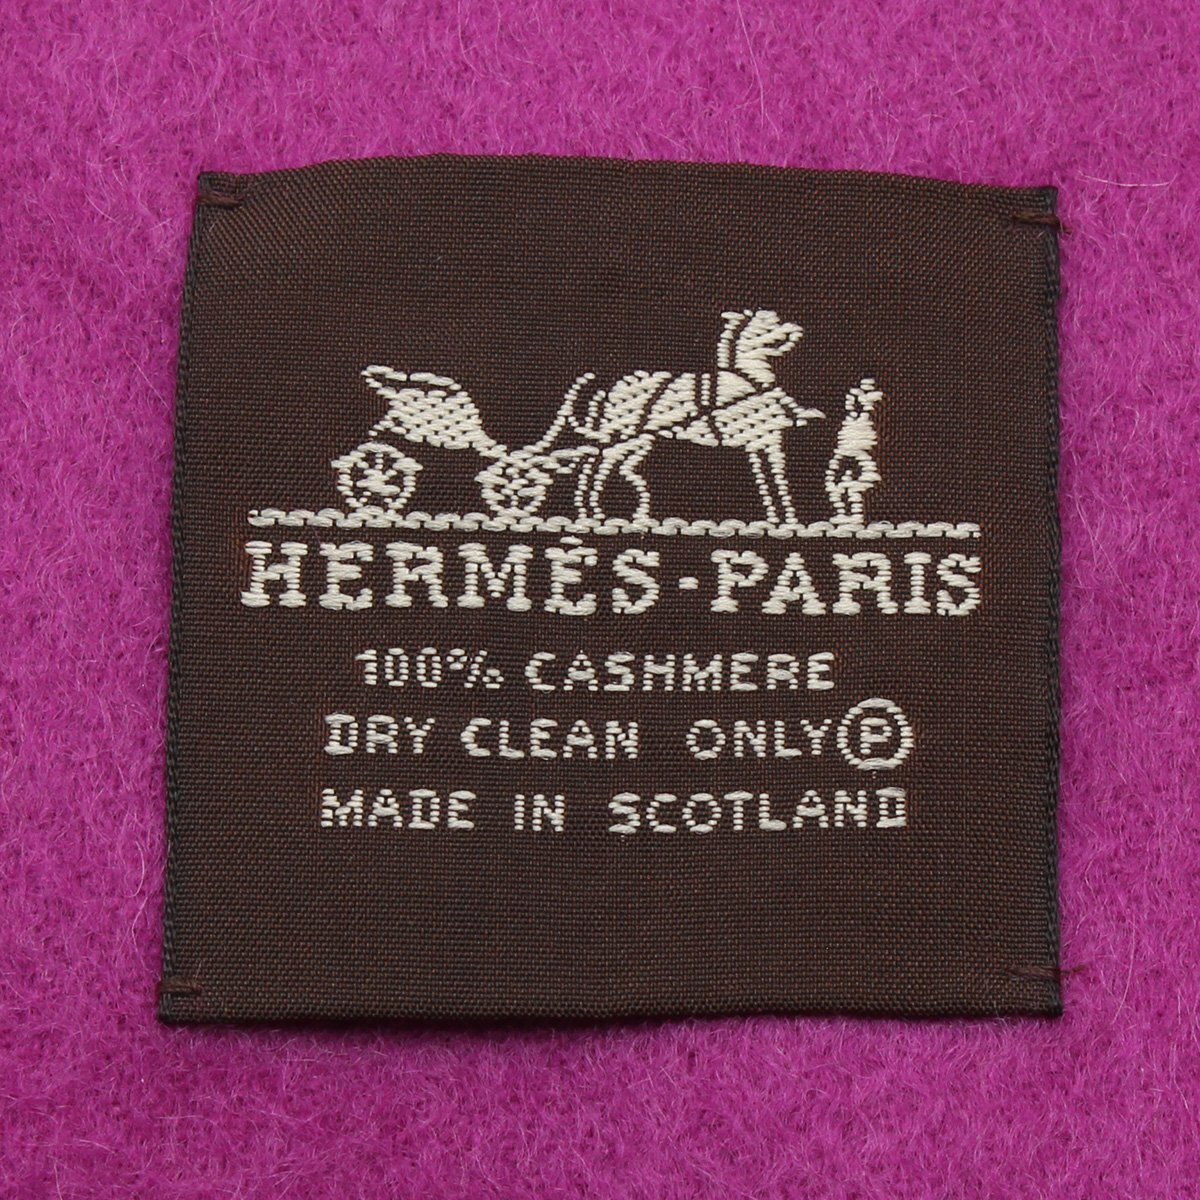 HERMÈS-PARIS
100% CASHMERE
DRY CLEAN ONLY Ⓟ
MADE IN SCOTLAND